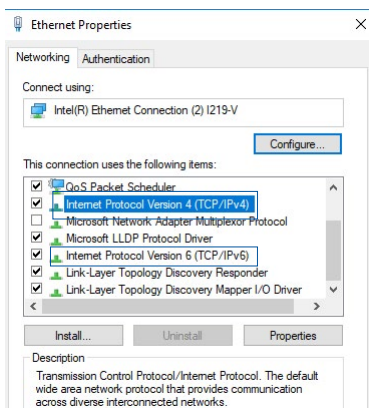 Ethernet Properties
Networking Authentication
Connect using:
Intel(R) Ethernet Connection (2) I219-V
Configure...
This connection uses the following items:
QoS Packet Scheduler
Internet Protocol Version 4 (TCP/IPv4)
Microsoft Network Adapter Multiplexor Protocol
Microsoft LLDP Protocol Driver
Internet Protocol Version 6 (TCP/IPv6)
Link-Layer Topology Discovery Responder
Link-Layer Topology Discovery Mapper I/O Driver
Install... Uninstall Properties
Description
Transmission Control Protocol/Internet Protocol. The default
wide area network protocol that provides communication
across diverse interconnected networks.